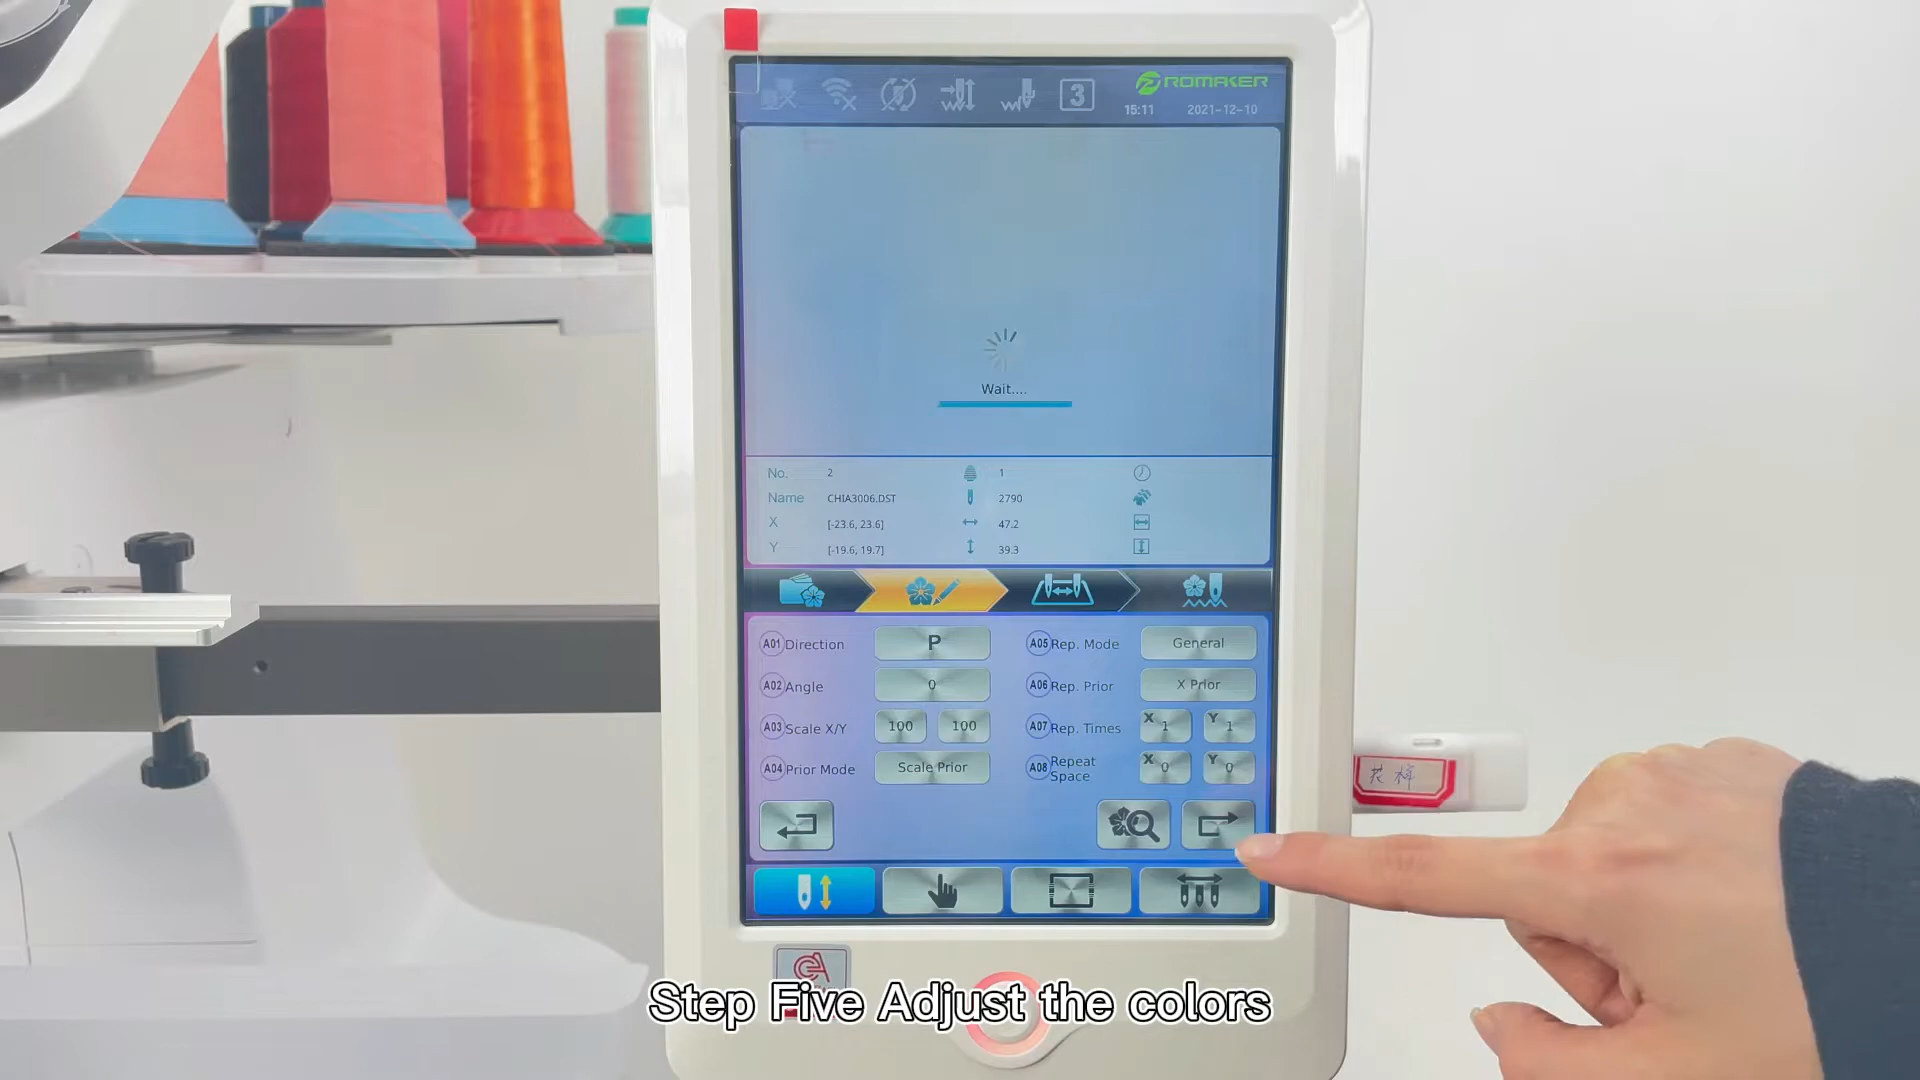 3
ROMAKER
15:11 2021-12-10
Wait....
No. 2 1
Name CHIA3006.DST 2790
X [-23.6, 23.6] 47.2
Y [-19.6, 19.7] 39.3
A01 Direction P A05 Rep. Mode General
A02 Angle 0 A06 Rep. Prior X Prior
A03 Scale X/Y 100 100 A07 Rep. Times X 1 Y 1
A04 Prior Mode Scale Prior A08 Repeat Space X 0 Y 0
花样
Step Five Adjust the colors